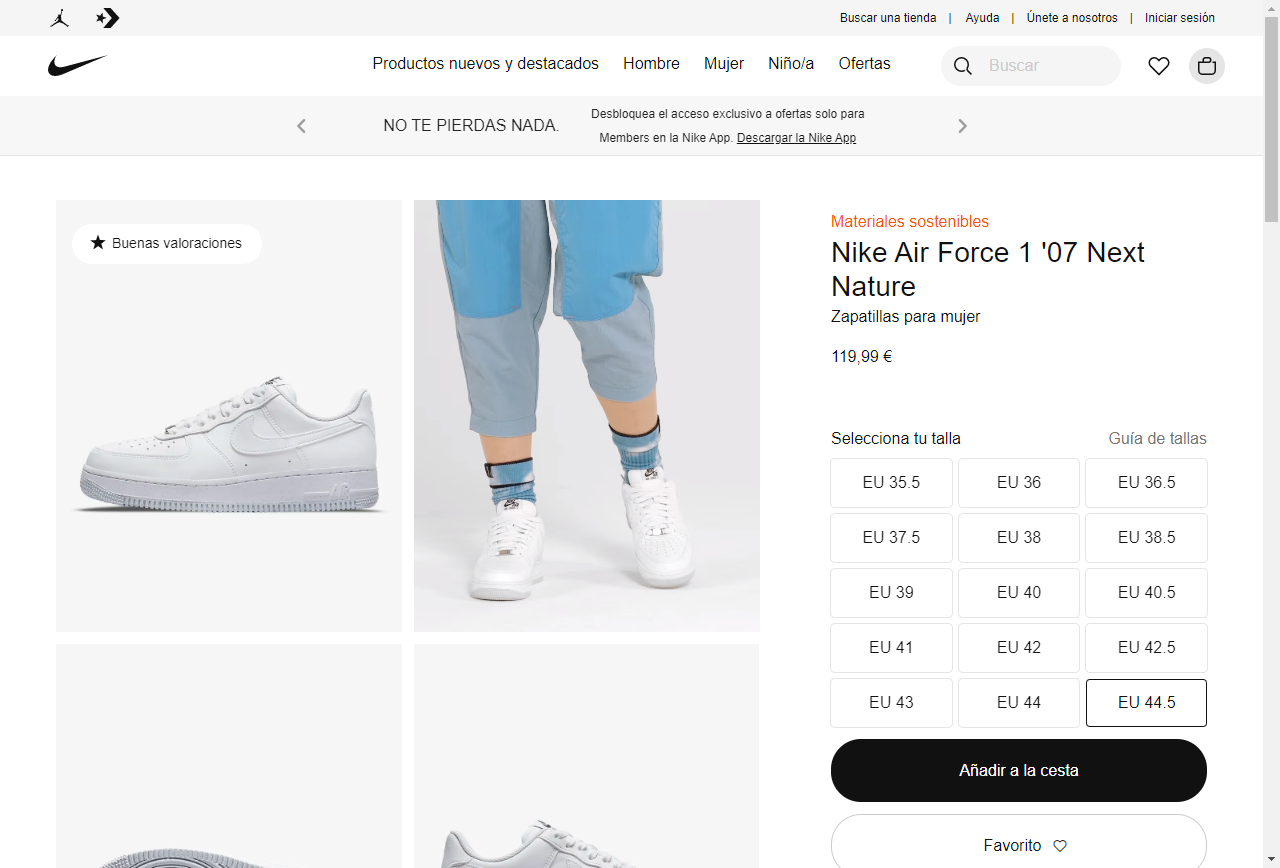 Buscar una tienda | Ayuda | Únete a nosotros | Iniciar sesión
Productos nuevos y destacados Hombre Mujer Niño/a Ofertas Buscar
NO TE PIERDAS NADA.
Desbloquea el acceso exclusivo a ofertas solo para
Members en la Nike App. Descargar la Nike App
Buenas valoraciones
Materiales sostenibles
Nike Air Force 1 '07 Next
Nature
Zapatillas para mujer
119,99 €
Selecciona tu talla Guía de tallas
EU 35.5 EU 36 EU 36.5
EU 37.5 EU 38 EU 38.5
EU 39 EU 40 EU 40.5
EU 41 EU 42 EU 42.5
EU 43 EU 44 EU 44.5
Añadir a la cesta
Favorito